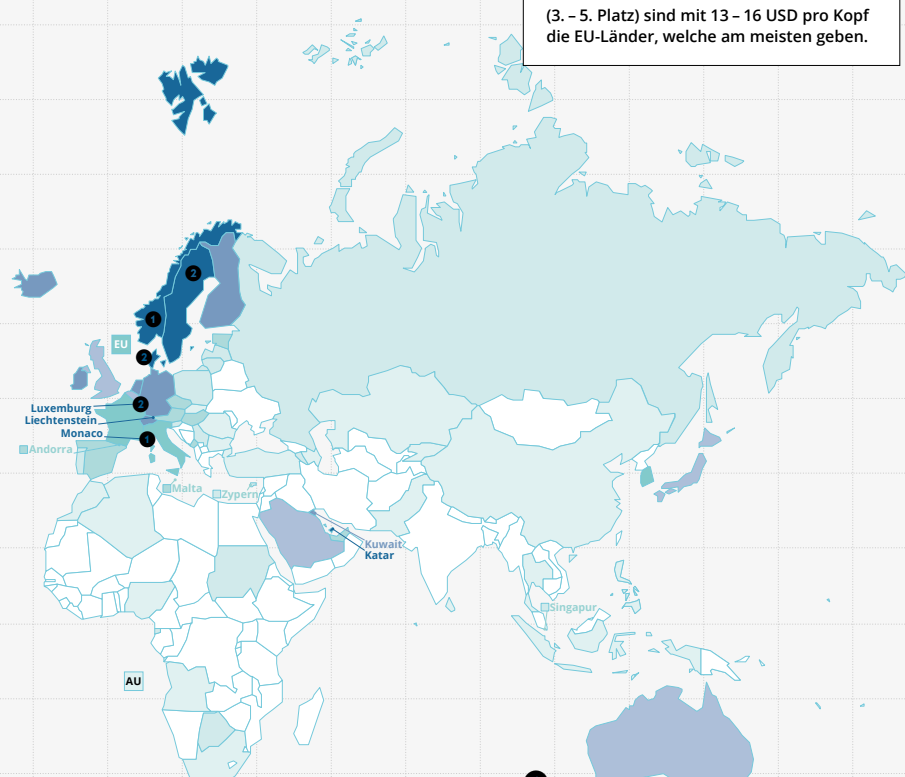 (3. – 5. Platz) sind mit 13 – 16 USD pro Kopf
die EU-Länder, welche am meisten geben.
2
1
EU
2
Luxemburg
2
Liechtenstein
Monaco
1
Andorra
Malta
Zypern
Kuwait
Katar
Singapur
AU